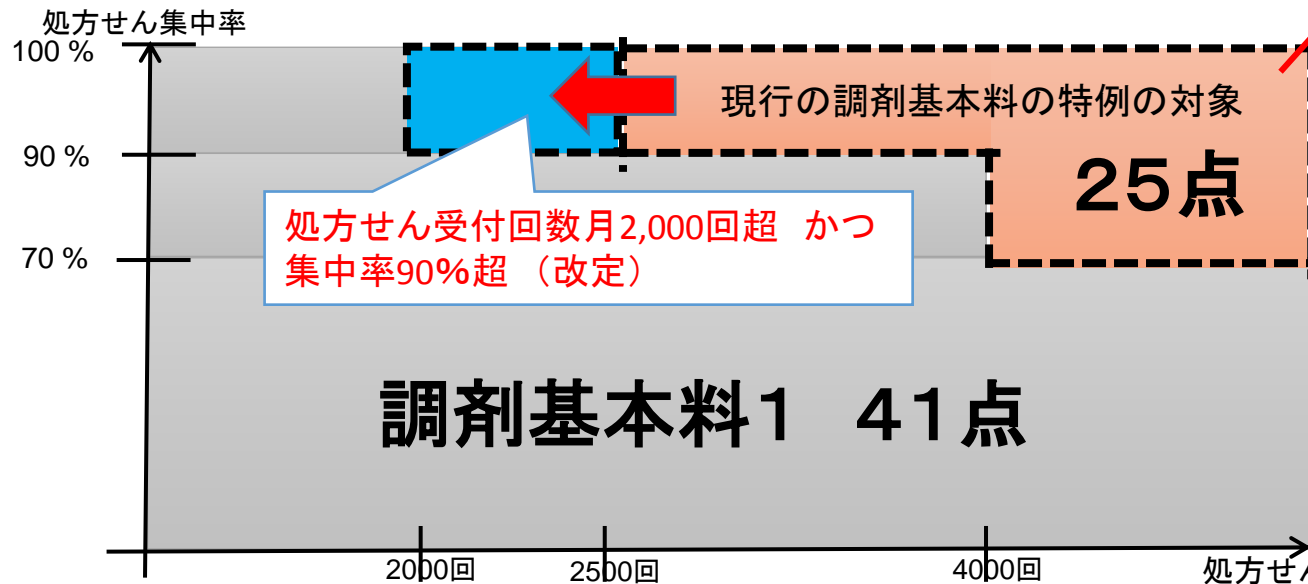 処方せん集中率
100 %
現行の調剤基本料の特例の対象
90 %
25点
処方せん受付回数月2,000回超 かつ
集中率90%超 （改定）
70 %
調剤基本料1 41点
2000回
2500回
4000回
処方せん